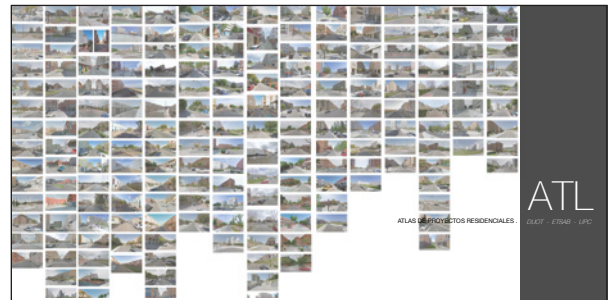 ATL
ATLAS DE PROYECTOS RESIDENCIALES .
DUOT - ETSAB - UPC